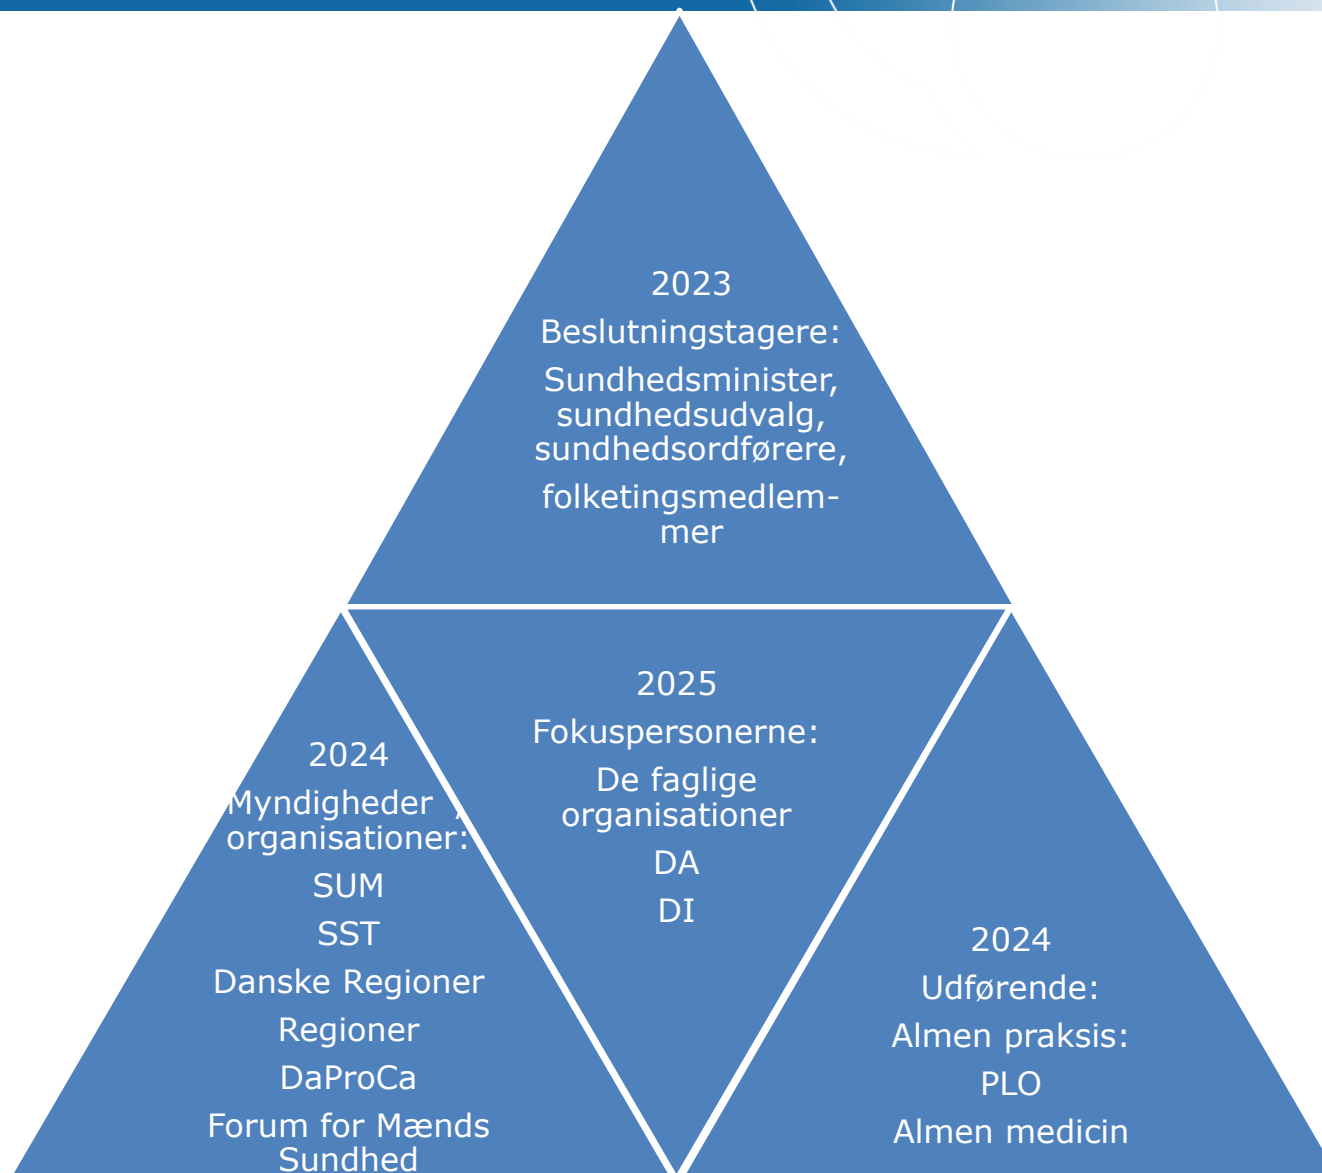 2023
Beslutningstagere:
Sundhedsminister,
sundhedsudvalg,
sundhedsordførere,
folketingsmedlem-
mer
2024
Myndigheder ,
organisationer:
SUM
SST
Danske Regioner
Regioner
DaProCa
Forum for Mænds
Sundhed
2025
Fokuspersonerne:
De faglige
organisationer
DA
DI
2024
Udførende:
Almen praksis:
PLO
Almen medicin